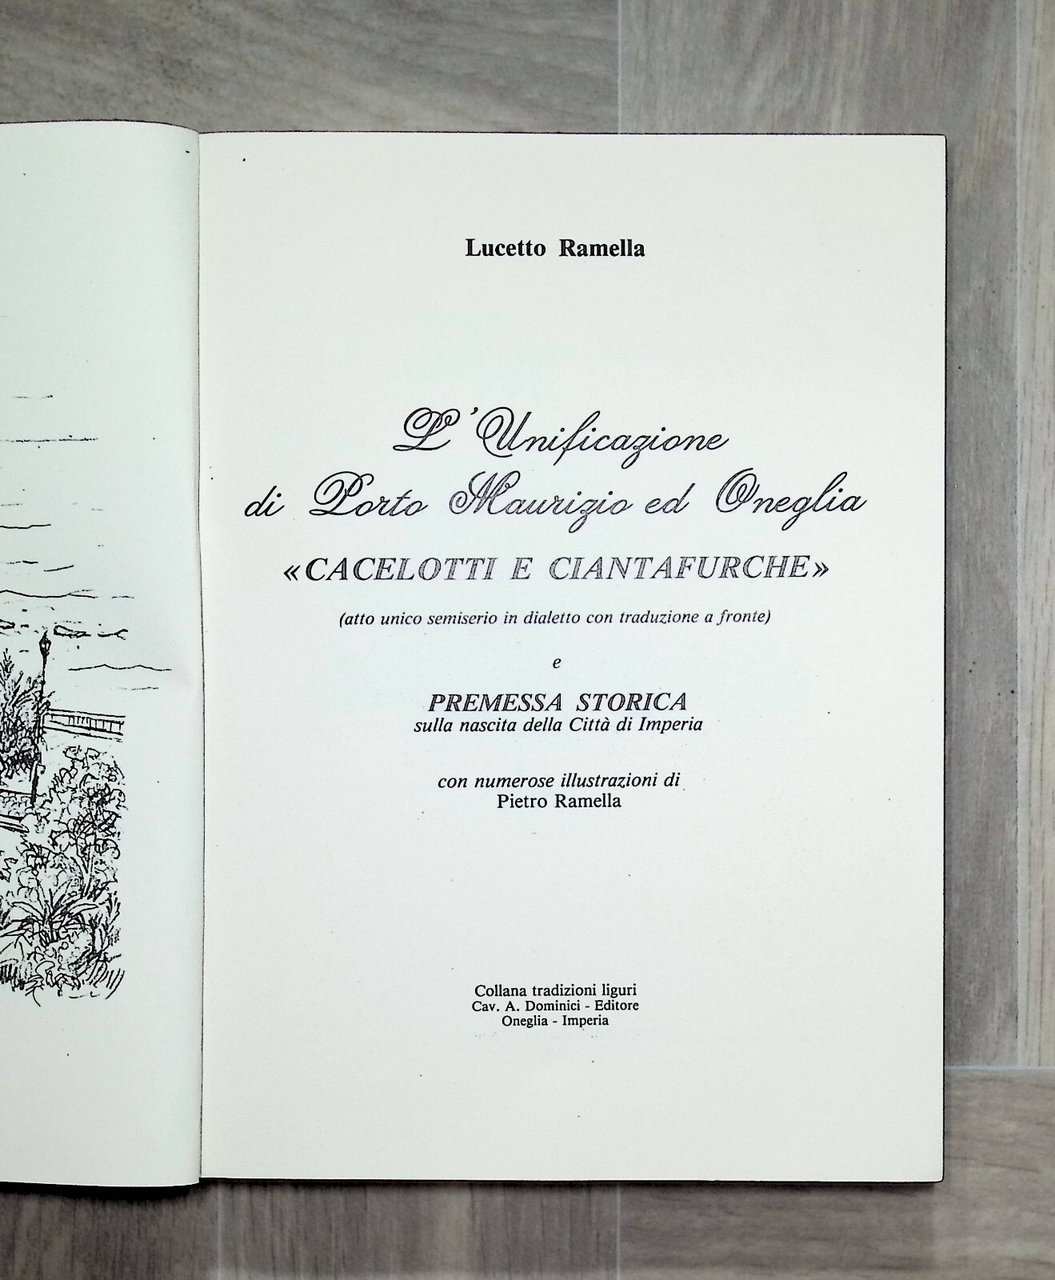 Lucetto Ramella
L'Unificazione
di Porto Maurizio ed Oneglia
«CACELOTTI E CIANTAFURCHE»
(atto unico semiserio in dialetto con traduzione a fronte)
e
PREMESSA STORICA
sulla nascita della Città di Imperia
con numerose illustrazioni di
Pietro Ramella
Collana tradizioni liguri
Cav. A. Dominici - Editore
Oneglia - Imperia